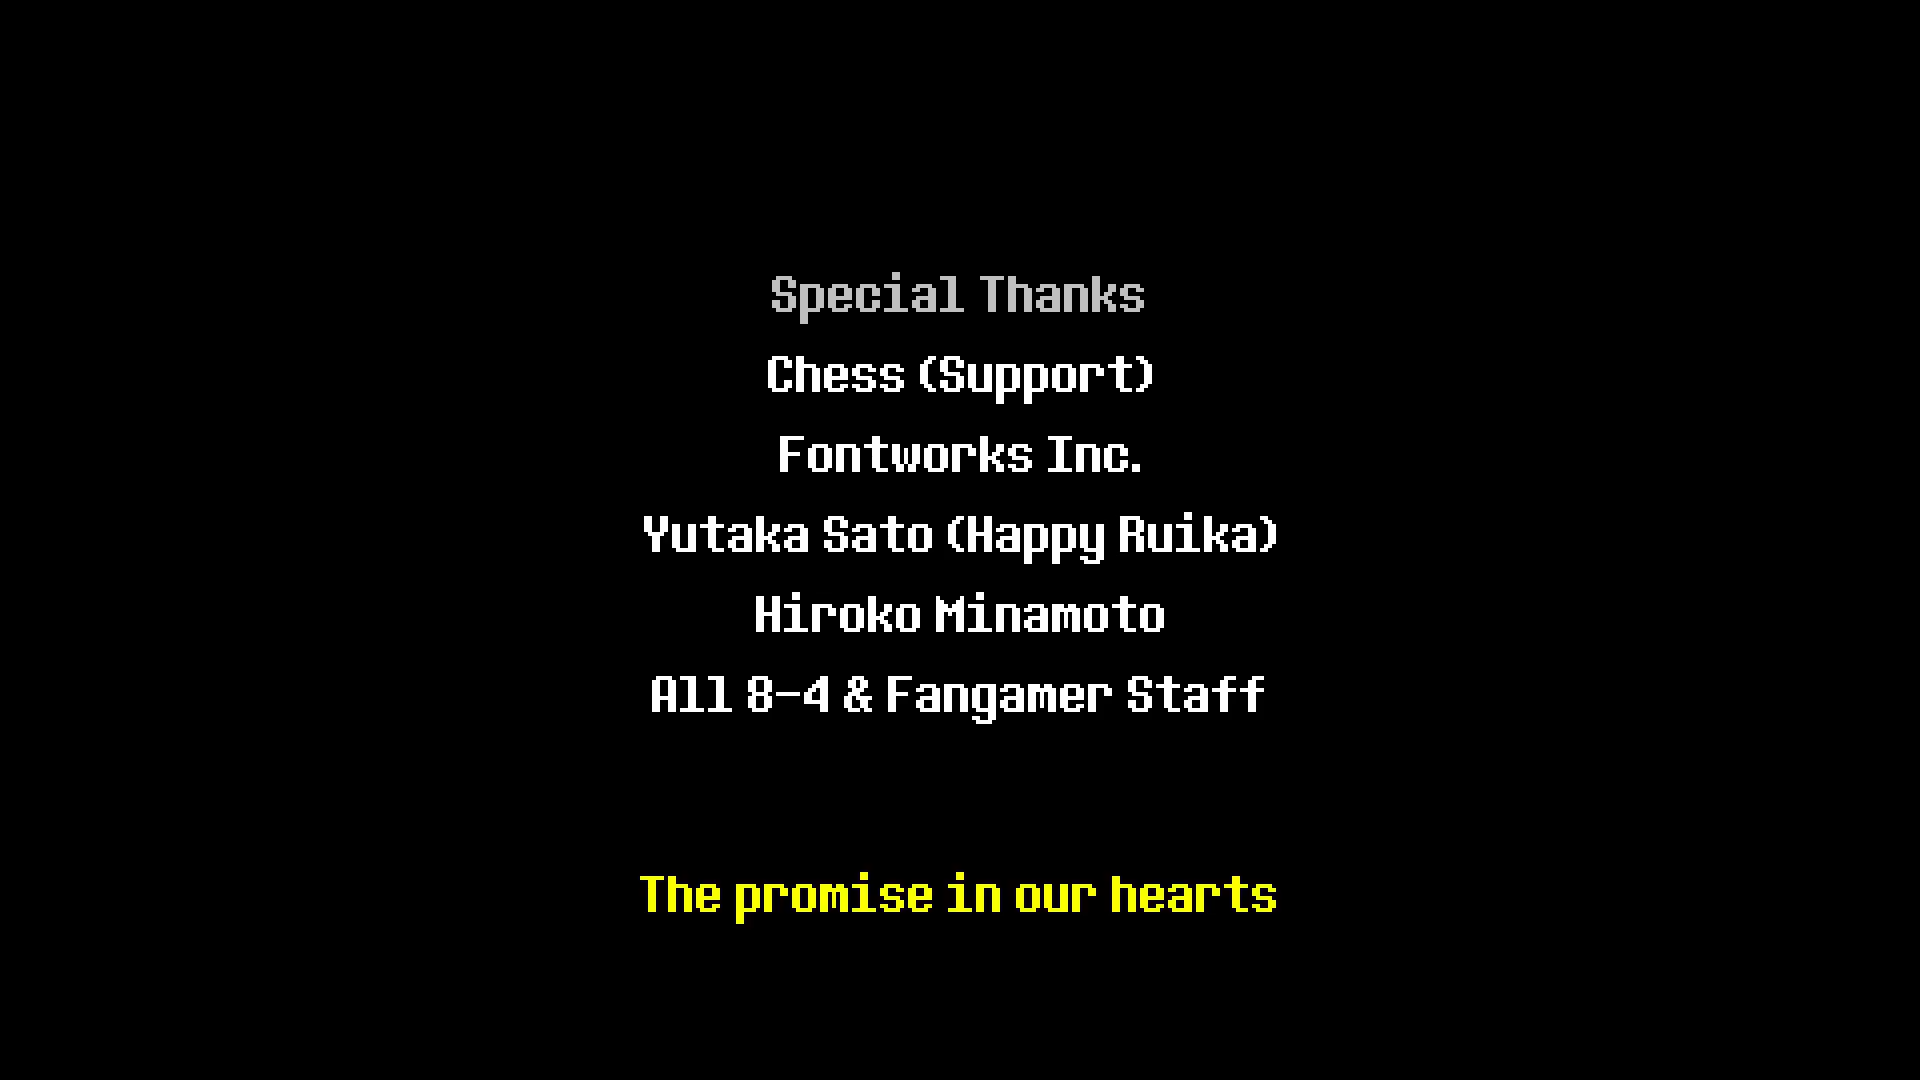 Special Thanks
Chess (Support)
Fontworks Inc.
Yutaka Sato (Happy Ruika)
Hiroko Minamoto
All 8-4 & Fangamer Staff
The promise in our hearts